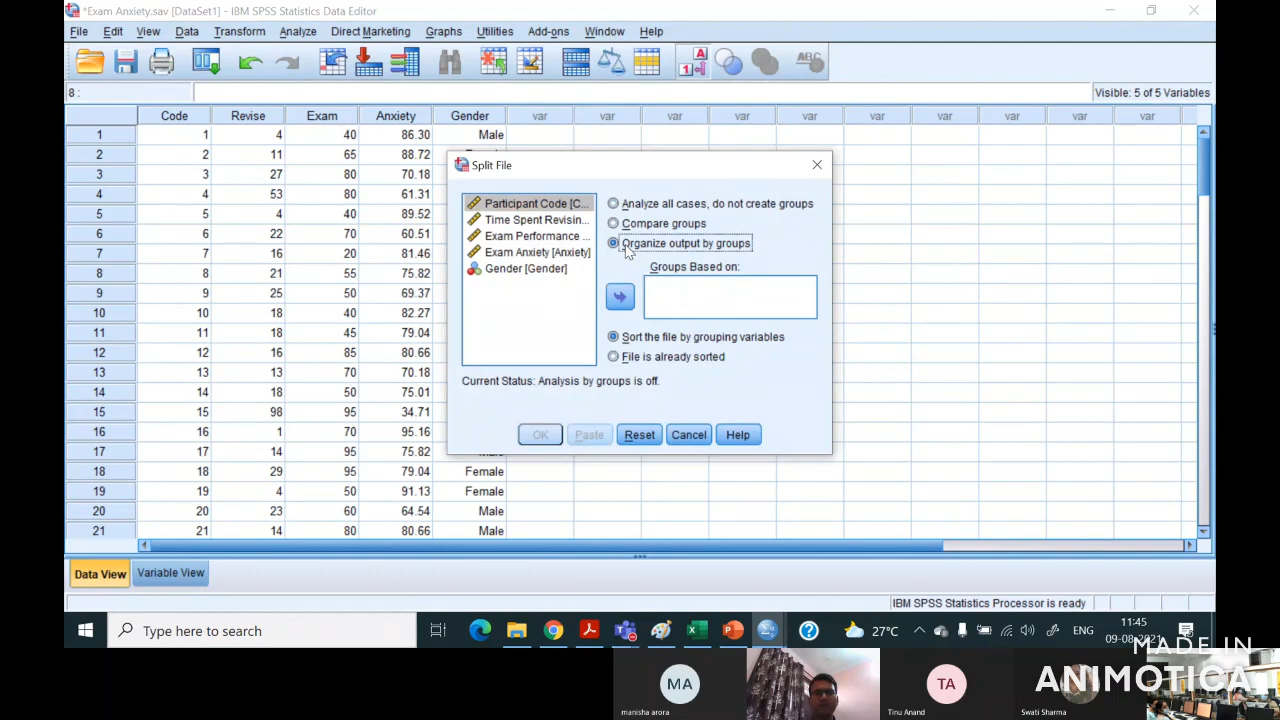 *Exam Anxiety.sav [DataSet1] - IBM SPSS Statistics Data Editor
File Edit View Data Transform Analyze Direct Marketing Graphs Utilities Add-ons Window Help
8 :
Visible: 5 of 5 Variables
Code Revise Exam Anxiety Gender var var var var var var var var var var
1 1 4 40 86.30 Male
2 2 11 65 88.72
3 3 27 80 70.18
4 4 53 80 61.31
5 5 4 40 89.52
6 6 22 70 60.51
7 7 16 20 81.46
8 8 21 55 75.82
9 9 25 50 69.37
10 10 18 40 82.27
11 11 18 45 79.04
12 12 16 85 80.66
13 13 13 70 70.18
14 14 18 50 75.01
15 15 98 95 34.71
16 16 1 70 95.16
17 17 14 95 75.82
18 18 29 95 79.04 Female
19 19 4 50 91.13 Female
20 20 23 60 64.54 Male
21 21 14 80 80.66 Male
Split File
Participant Code [C...
Time Spent Revisin...
Exam Performance ...
Exam Anxiety [Anxiety]
Gender [Gender]
Analyze all cases, do not create groups
Compare groups
Organize output by groups
Groups Based on:
Sort the file by grouping variables
File is already sorted
Current Status: Analysis by groups is off.
OK Paste Reset Cancel Help
Data View Variable View
IBM SPSS Statistics Processor is ready
Type here to search
27°C
ENG
11:45
09-08-2021
MADE IN
ANIMOTICA
MA
manisha arora
TA
Tinu Anand
Swati Sharma